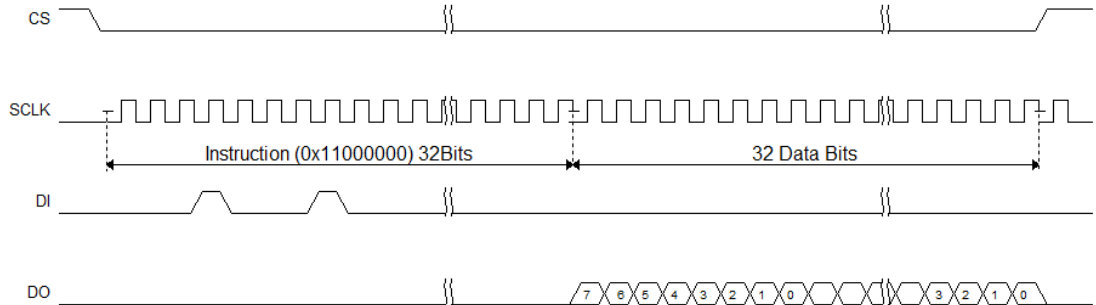 CS
SCLK
Instruction (0x11000000) 32Bits
32 Data Bits
DI
DO
7 6 5 4 3 2 1 0 3 2 1 0